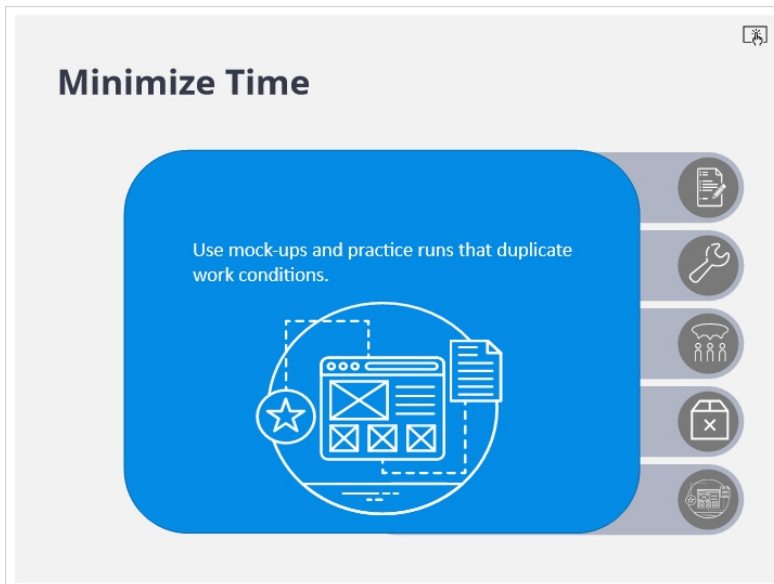 Minimize Time
Use mock-ups and practice runs that duplicate
work conditions.